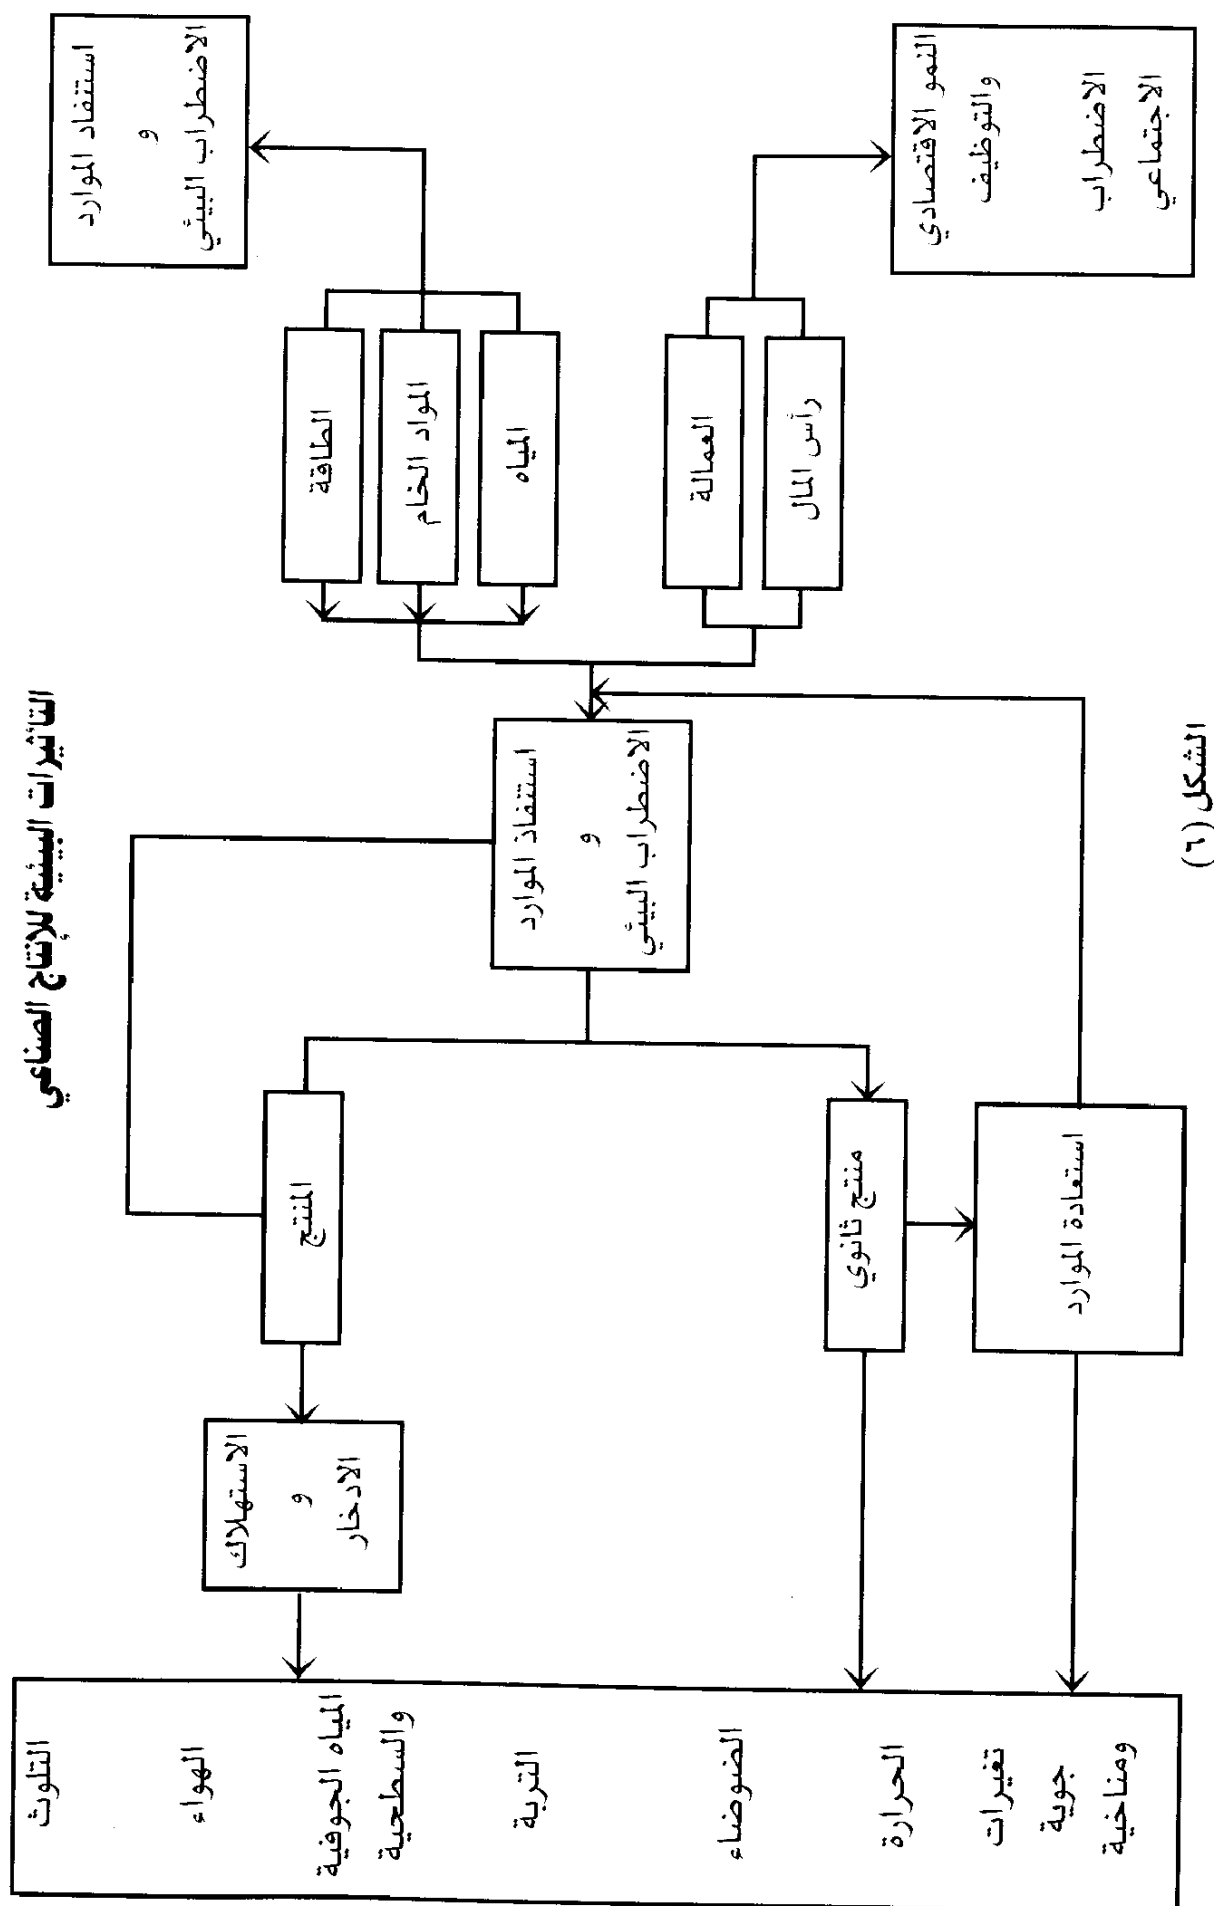 التأثيرات البيئية للإنتاج الصناعي
استنفاد الموارد
و
الاضطراب البيئي
النمو الاقتصادي
والتوظيف
الاضطراب
الاجتماعي
الطاقة
المواد الخام
المياه
العمالة
رأس المال
استنفاذ الموارد
و
الاضطراب البيئي
المنتج
منتج ثانوي
استعادة الموارد
الاستهلاك
و
الادخار
التلوث
الهواء
المياه الجوفية
والسطحية
التربة
الضوضاء
الحرارة
تغيرات
جوية
ومناخية
الشكل (٦)